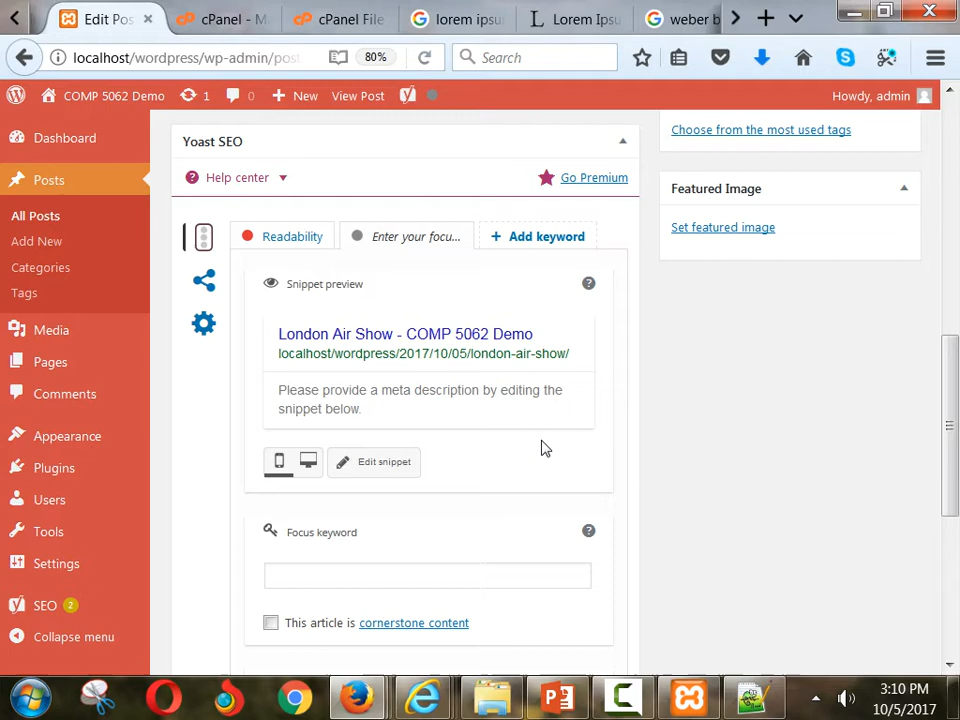 Edit Pos
cPanel - M
cPanel File
lorem ipsu
Lorem Ipsu
weber b
localhost/wordpress/wp-admin/post.
80%
Search
COMP 5062 Demo
1
0
New
View Post
Howdy, admin
Dashboard
Posts
All Posts
Add New
Categories
Tags
Media
Pages
Comments
Appearance
Plugins
Users
Tools
Settings
SEO 2
Collapse menu
Yoast SEO
Help center
Go Premium
Readability
Enter your focu...
+ Add keyword
Snippet preview
London Air Show - COMP 5062 Demo
localhost/wordpress/2017/10/05/london-air-show/
Please provide a meta description by editing the
snippet below.
Edit snippet
Focus keyword
This article is cornerstone content
Choose from the most used tags
Featured Image
Set featured image
3:10 PM
10/5/2017